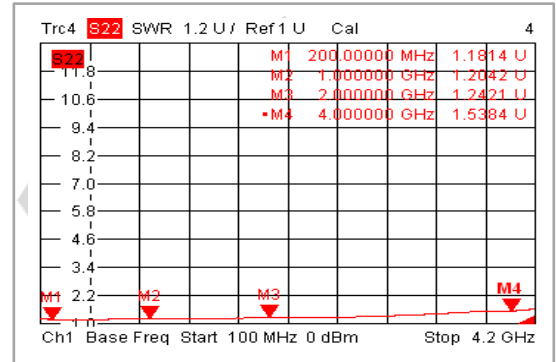 Trc4 S22 SWR 1.2 U / Ref 1 U Cal 4
S22
M1 200.00000 MHz 1.1814 U
11.8
M2 1.000000 GHz 1.2042 U
M3 2.000000 GHz 1.2421 U
10.6
•M4 4.000000 GHz 1.5384 U
9.4
8.2
7.0
5.8
4.6
3.4
M1 2.2 M2 M3 M4
1.0
Ch1 Base Freq Start 100 MHz 0 dBm Stop 4.2 GHz